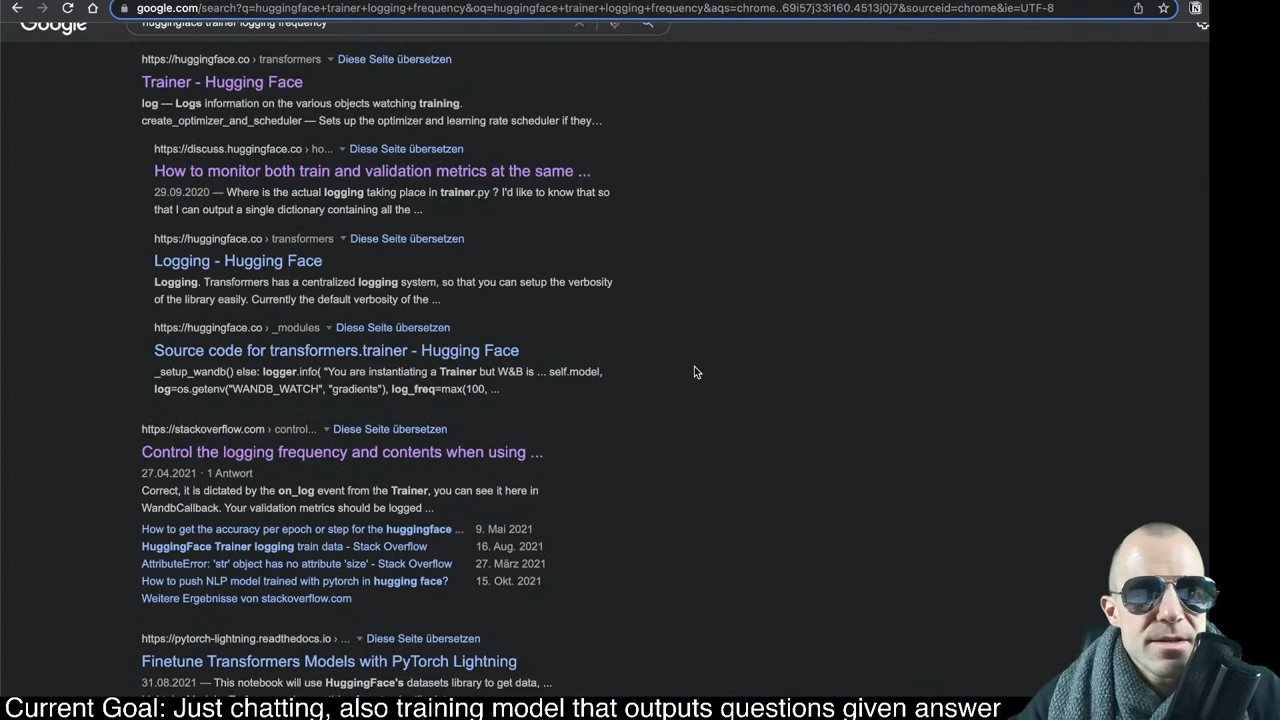 google.com/search?q=huggingface+trainer+logging+frequency&oq=huggingface+trainer+logging+frequency&aqs=chrome..69i57j33i160.4513j0j7&sourceid=chrome&ie=UTF-8
Google huggingface trainer logging frequency
https://huggingface.co › transformers Diese Seite übersetzen
Trainer - Hugging Face
log — Logs information on the various objects watching training.
create_optimizer_and_scheduler — Sets up the optimizer and learning rate scheduler if they…
https://discuss.huggingface.co › ho... Diese Seite übersetzen
How to monitor both train and validation metrics at the same ...
29.09.2020 — Where is the actual logging taking place in trainer.py ? I'd like to know that so
that I can output a single dictionary containing all the ...
https://huggingface.co › transformers Diese Seite übersetzen
Logging - Hugging Face
Logging. Transformers has a centralized logging system, so that you can setup the verbosity
of the library easily. Currently the default verbosity of the ...
https://huggingface.co › _modules Diese Seite übersetzen
Source code for transformers.trainer - Hugging Face
_setup_wandb() else: logger.info( "You are instantiating a Trainer but W&B is ... self.model,
log=os.getenv("WANDB_WATCH", "gradients"), log_freq=max(100, ...
https://stackoverflow.com › control... Diese Seite übersetzen
Control the logging frequency and contents when using ...
27.04.2021 · 1 Antwort
Correct, it is dictated by the on_log event from the Trainer, you can see it here in
WandbCallback. Your validation metrics should be logged ...
How to get the accuracy per epoch or step for the huggingface ... 9. Mai 2021
HuggingFace Trainer logging train data - Stack Overflow 16. Aug. 2021
AttributeError: 'str' object has no attribute 'size' - Stack Overflow 27. März 2021
How to push NLP model trained with pytorch in hugging face? 15. Okt. 2021
Weitere Ergebnisse von stackoverflow.com
https://pytorch-lightning.readthedocs.io › ... Diese Seite übersetzen
Finetune Transformers Models with PyTorch Lightning
31.08.2021 — This notebook will use HuggingFace's datasets library to get data, ...
Current Goal: Just chatting, also training model that outputs questions given answer